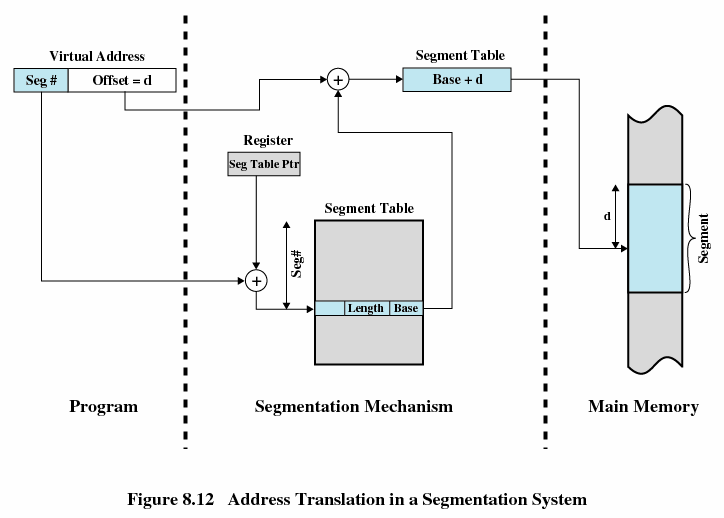 Virtual Address
Seg # Offset = d
Segment Table
Base + d
Register
Seg Table Ptr
Segment Table
Seg#
Length Base
d
Segment
Program
Segmentation Mechanism
Main Memory
+
+
Figure 8.12 Address Translation in a Segmentation System